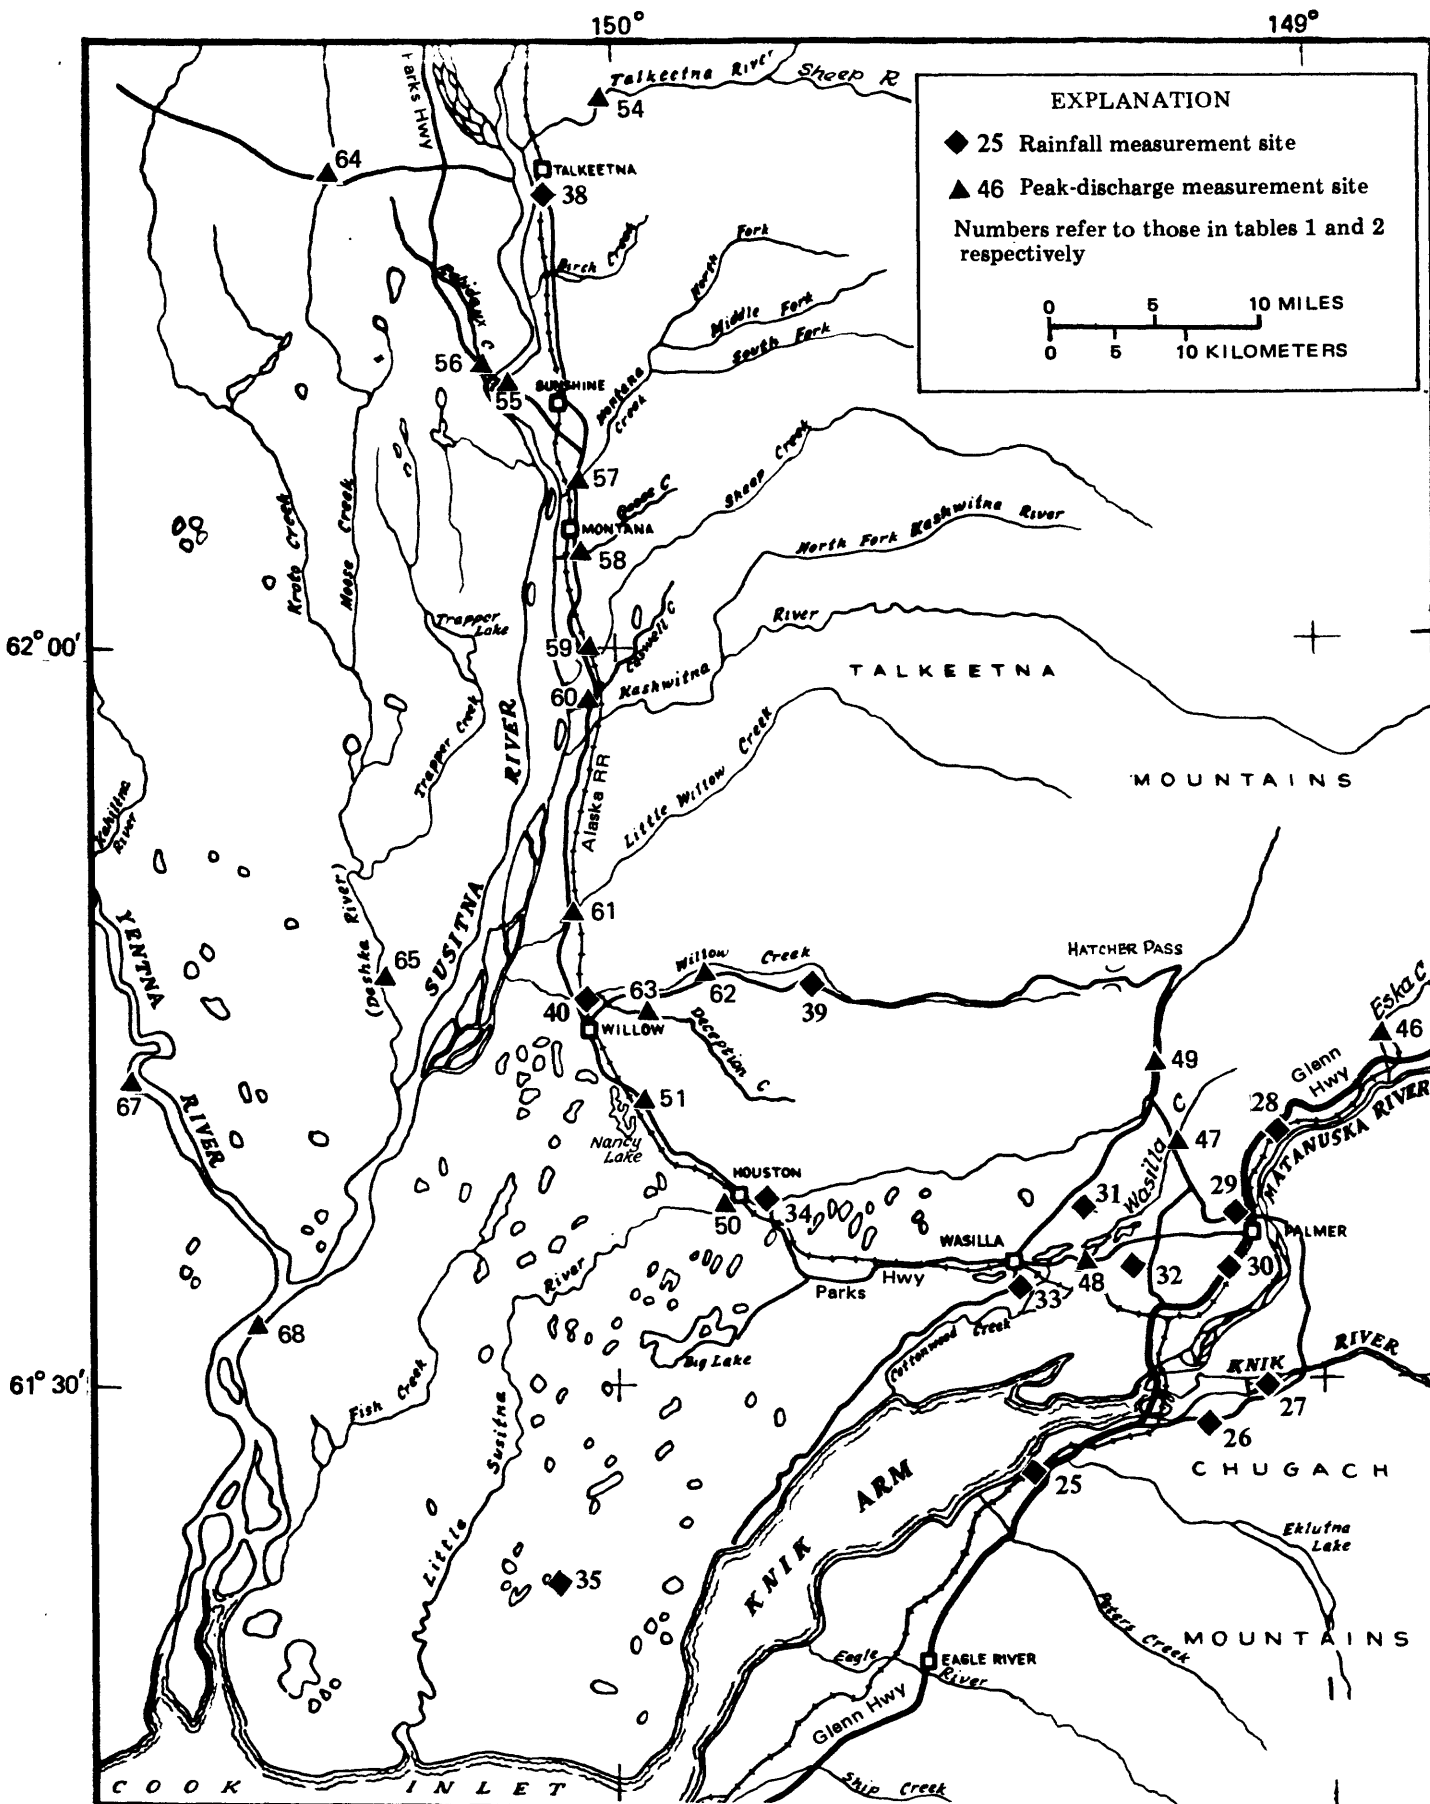 150°
149°
Talkeetna River
Sheep R
54
Parks Hwy
EXPLANATION
25 Rainfall measurement site
46 Peak-discharge measurement site
Numbers refer to those in tables 1 and 2
respectively
0 5 10 MILES
0 5 10 KILOMETERS
64
TALKEETNA
38
Birch Creek
North Fork
Middle Fork
South Fork
Rabideux C
56
55
SUNSHINE
Montana
Creek
57
Goose C
MONTANA
58
Sheep Creek
North Fork Kashwitna River
Kroto Creek
Moose Creek
Trapper
Lake
62°00'
59
Caswell C
River
Kashwitna
TALKEETNA
60
Trapper Creek
RIVER
Little Willow Creek
MOUNTAINS
Kahiltna
River
Alaska RR
(Deshka River)
SUSITNA
61
YENTNA
65
Willow Creek
HATCHER PASS
62
39
63
40
WILLOW
Deception C
Eska C
46
49
Glenn
Hwy
67
RIVER
51
Nancy
Lake
28
C
47
MATANUSKA RIVER
HOUSTON
50
34
31
Wasilla
29
PALMER
WASILLA
48
32
30
River
Parks
Hwy
33
68
Cottonwood Creek
Big Lake
KNIK
RIVER
61°30'
Fish Creek
27
26
Susitna
ARM
25
CHUGACH
Eklutna
Lake
Little
KNIK
35
Peters Creek
MOUNTAINS
Eagle
River
EAGLE RIVER
Glenn Hwy
COOK INLET
Ship Creek